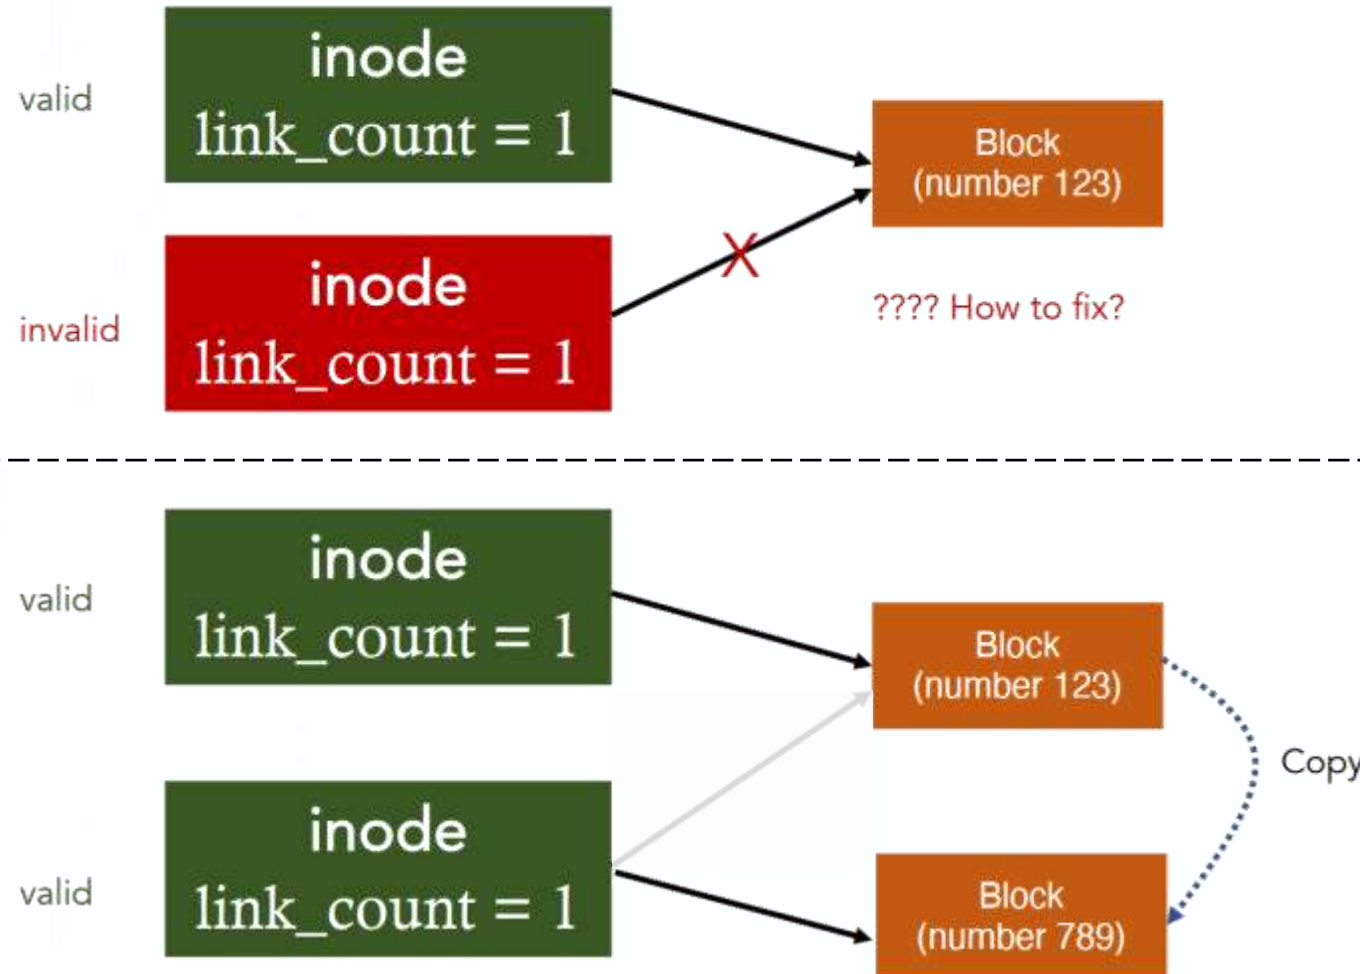 valid
inode
link_count = 1
Block
(number 123)
invalid
inode
link_count = 1
X
???? How to fix?
valid
inode
link_count = 1
Block
(number 123)
Copy
valid
inode
link_count = 1
Block
(number 789)